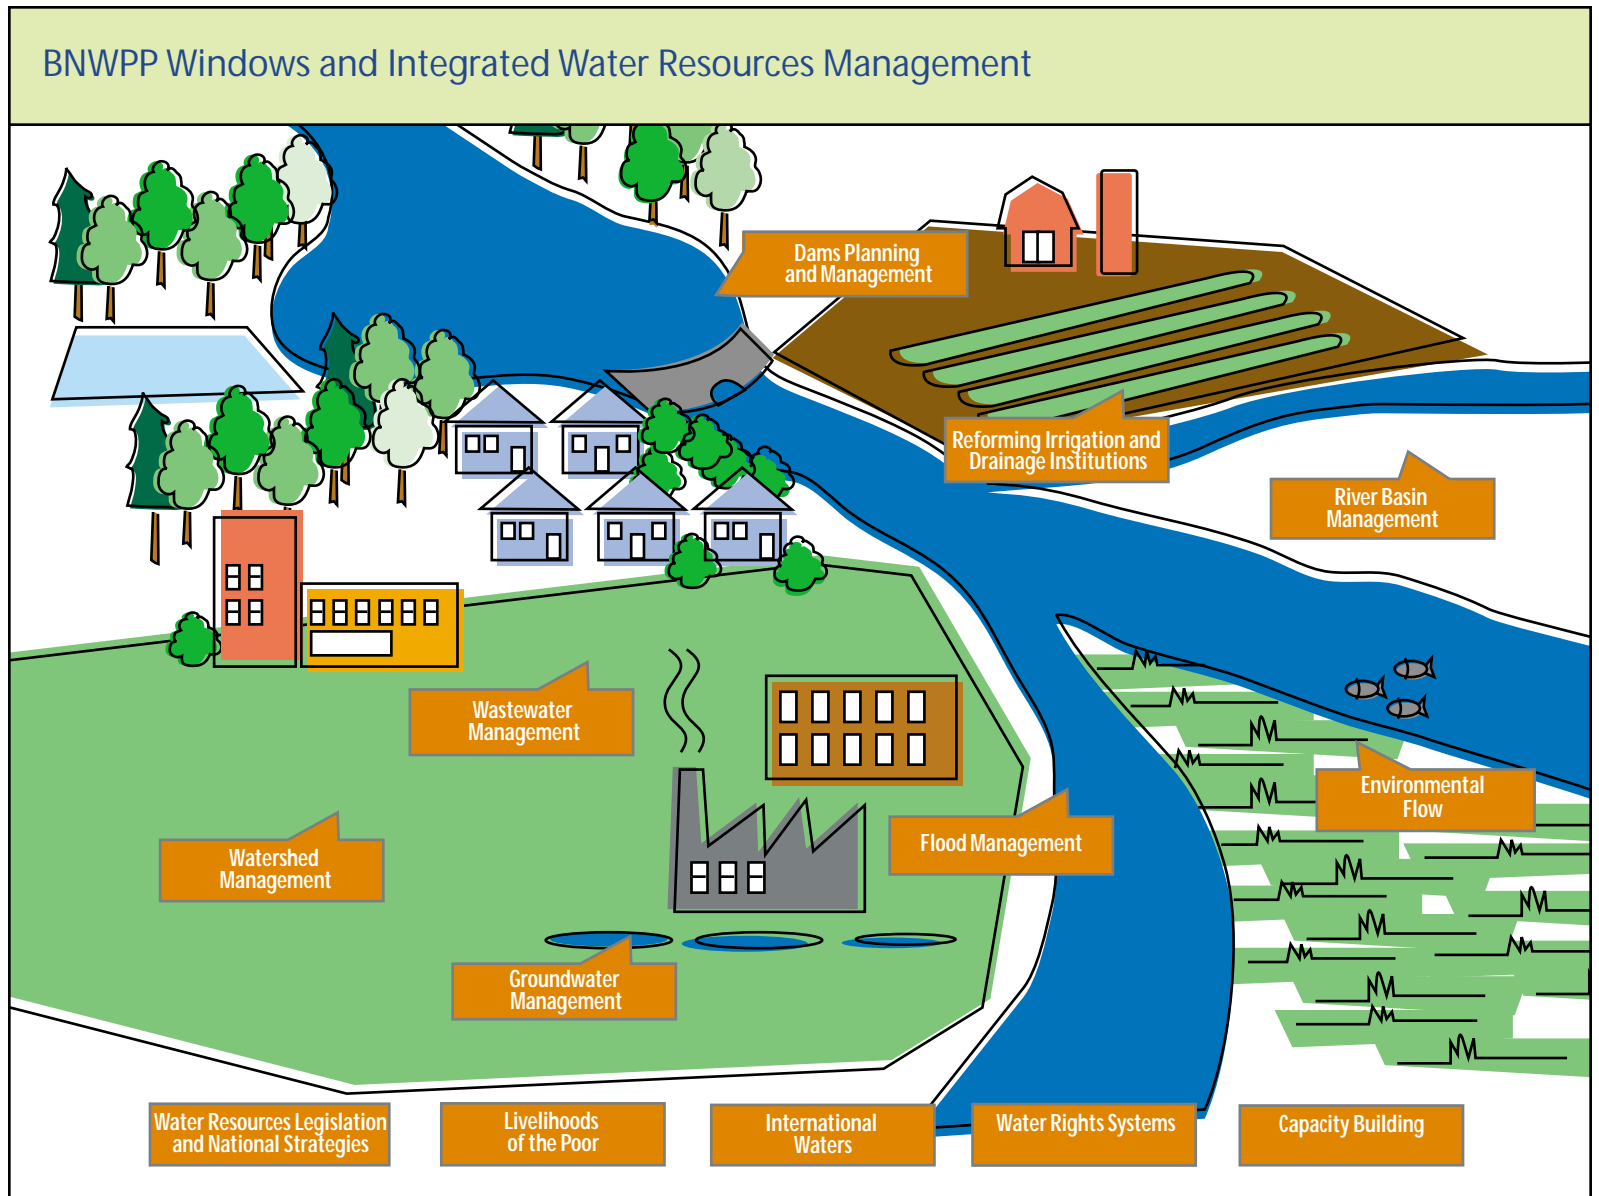 BNWPP Windows and Integrated Water Resources Management
Dams Planning
and Management
Reforming Irrigation and
Drainage Institutions
River Basin
Management
Wastewater
Management
Environmental
Flow
Flood Management
Watershed
Management
Groundwater
Management
Water Resources Legislation
and National Strategies
Livelihoods
of the Poor
International
Waters
Water Rights Systems
Capacity Building